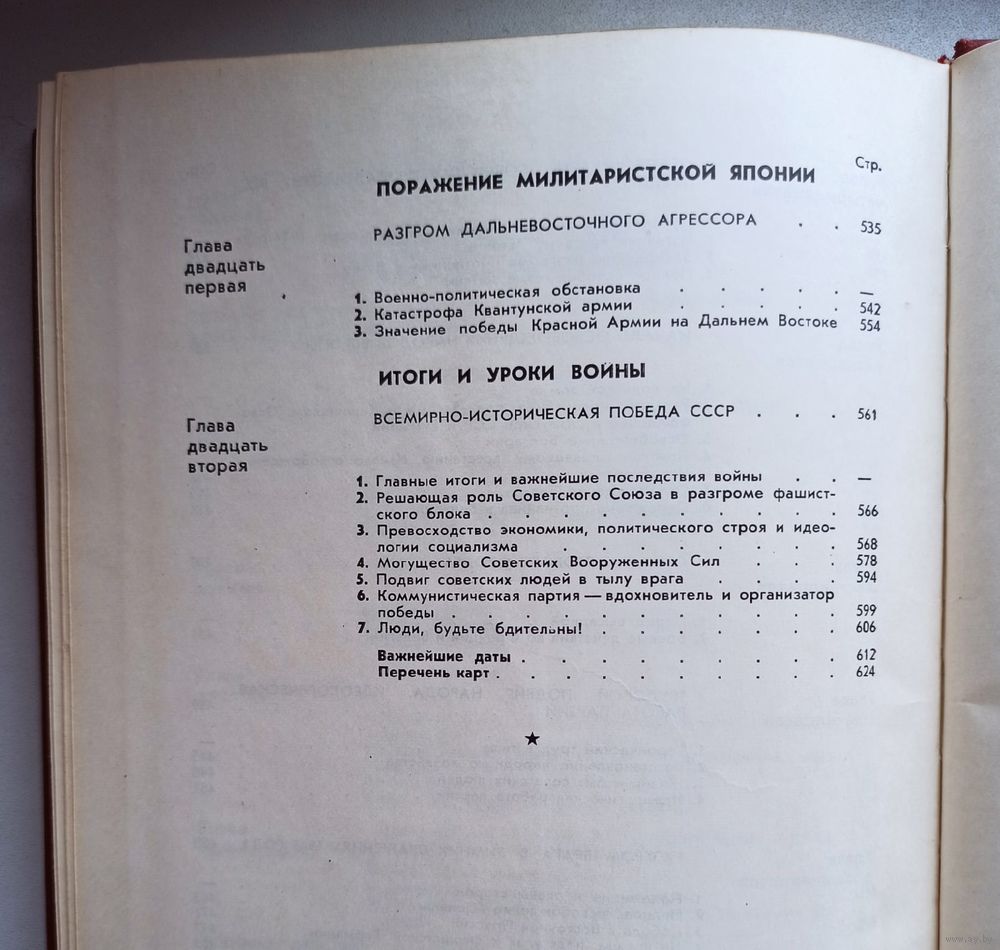 Стр.
ПОРАЖЕНИЕ МИЛИТАРИСТСКОЙ ЯПОНИИ
Глава
двадцать
первая
РАЗГРОМ ДАЛЬНЕВОСТОЧНОГО АГРЕССОРА . . 535
1. Военно-политическая обстановка . . . . . —
2. Катастрофа Квантунской армии . . . . . 542
3. Значение победы Красной Армии на Дальнем Востоке 554
ИТОГИ И УРОКИ ВОЙНЫ
Глава
двадцать
вторая
ВСЕМИРНО-ИСТОРИЧЕСКАЯ ПОБЕДА СССР . . . 561
1. Главные итоги и важнейшие последствия войны . . —
2. Решающая роль Советского Союза в разгроме фашист-
ского блока . . . . . . . . . . 566
3. Превосходство экономики, политического строя и идео-
логии социализма . . . . . . . . 568
4. Могущество Советских Вооруженных Сил . . . 578
5. Подвиг советских людей в тылу врага . . . . 594
6. Коммунистическая партия — вдохновитель и организатор
победы . . . . . . . . . . . 599
7. Люди, будьте бдительны! . . . . . . . 606
Важнейшие даты . . . . . . . . . 612
Перечень карт . . . . . . . . . . 624
www.ay.by